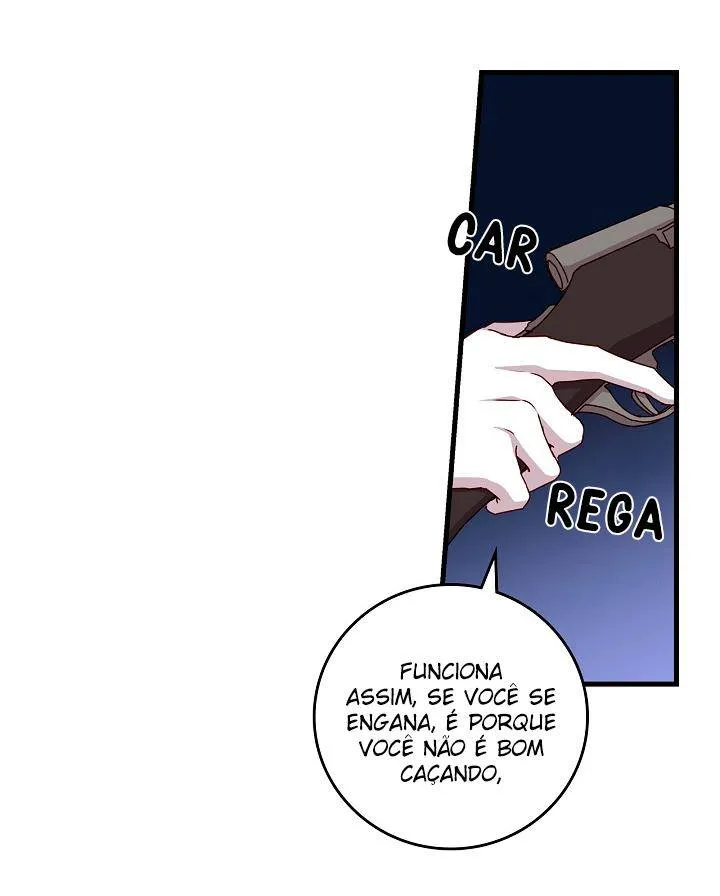 CAR
REGA
FUNCIONA
ASSIM, SE VOCÊ SE
ENGANA, É PORQUE
VOCÊ NÃO É BOM
CAÇANDO,